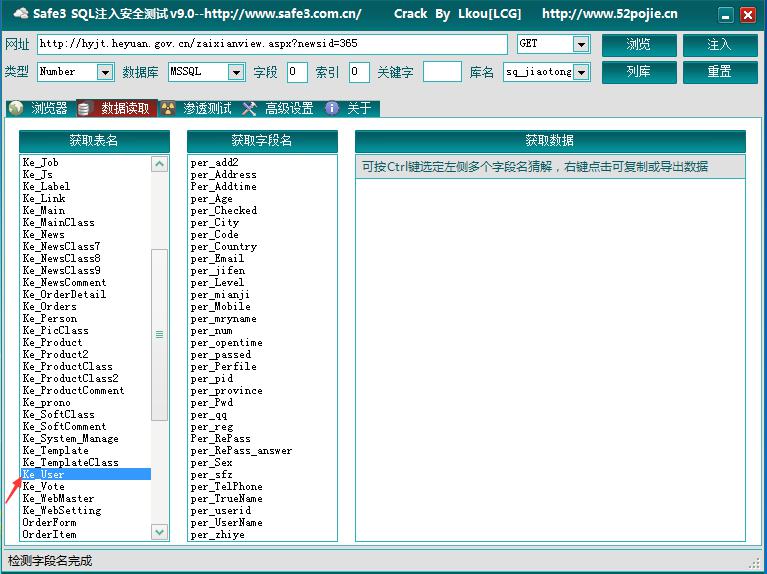 Safe3 SQL注入安全测试 v9.0--http://www.safe3.com.cn/ Crack By Lkou[LCG] http://www.52pojie.cn
网址 http://hyjt.heyuan.gov.cn/zaixianview.aspx?newsid=365 GET 浏览 注入
类型 Number 数据库 MSSQL 字段 0 索引 0 关键字 库名 sq_jiaotong 列库 重置
浏览器 数据读取 渗透测试 高级设置 关于
获取表名
Ke_Job
Ke_Js
Ke_Label
Ke_Link
Ke_Main
Ke_MainClass
Ke_News
Ke_NewsClass7
Ke_NewsClass8
Ke_NewsClass9
Ke_NewsComment
Ke_OrderDetail
Ke_Orders
Ke_Person
Ke_PicClass
Ke_Product
Ke_Product2
Ke_ProductClass
Ke_ProductClass2
Ke_ProductComment
Ke_prono
Ke_SoftClass
Ke_SoftComment
Ke_System_Manage
Ke_Template
Ke_TemplateClass
Ke_User
Ke_Vote
Ke_WebMaster
Ke_WebSetting
OrderForm
OrderItem
获取字段名
per_add2
per_Address
Per_Addtime
per_Age
per_Checked
per_City
per_Code
per_Country
per_Email
per_jifen
per_Level
per_mianji
per_Mobile
per_mryname
per_num
per_opentime
per_passed
per_Perfile
per_pid
per_province
per_Pwd
per_qq
per_reg
Per_RePass
per_RePass_answer
per_Sex
per_sfz
per_TelPhone
per_TrueName
per_userid
per_UserName
per_zhiye
获取数据
可按Ctrl键选定左侧多个字段名猜解，右键点击可复制或导出数据
检测字段名完成